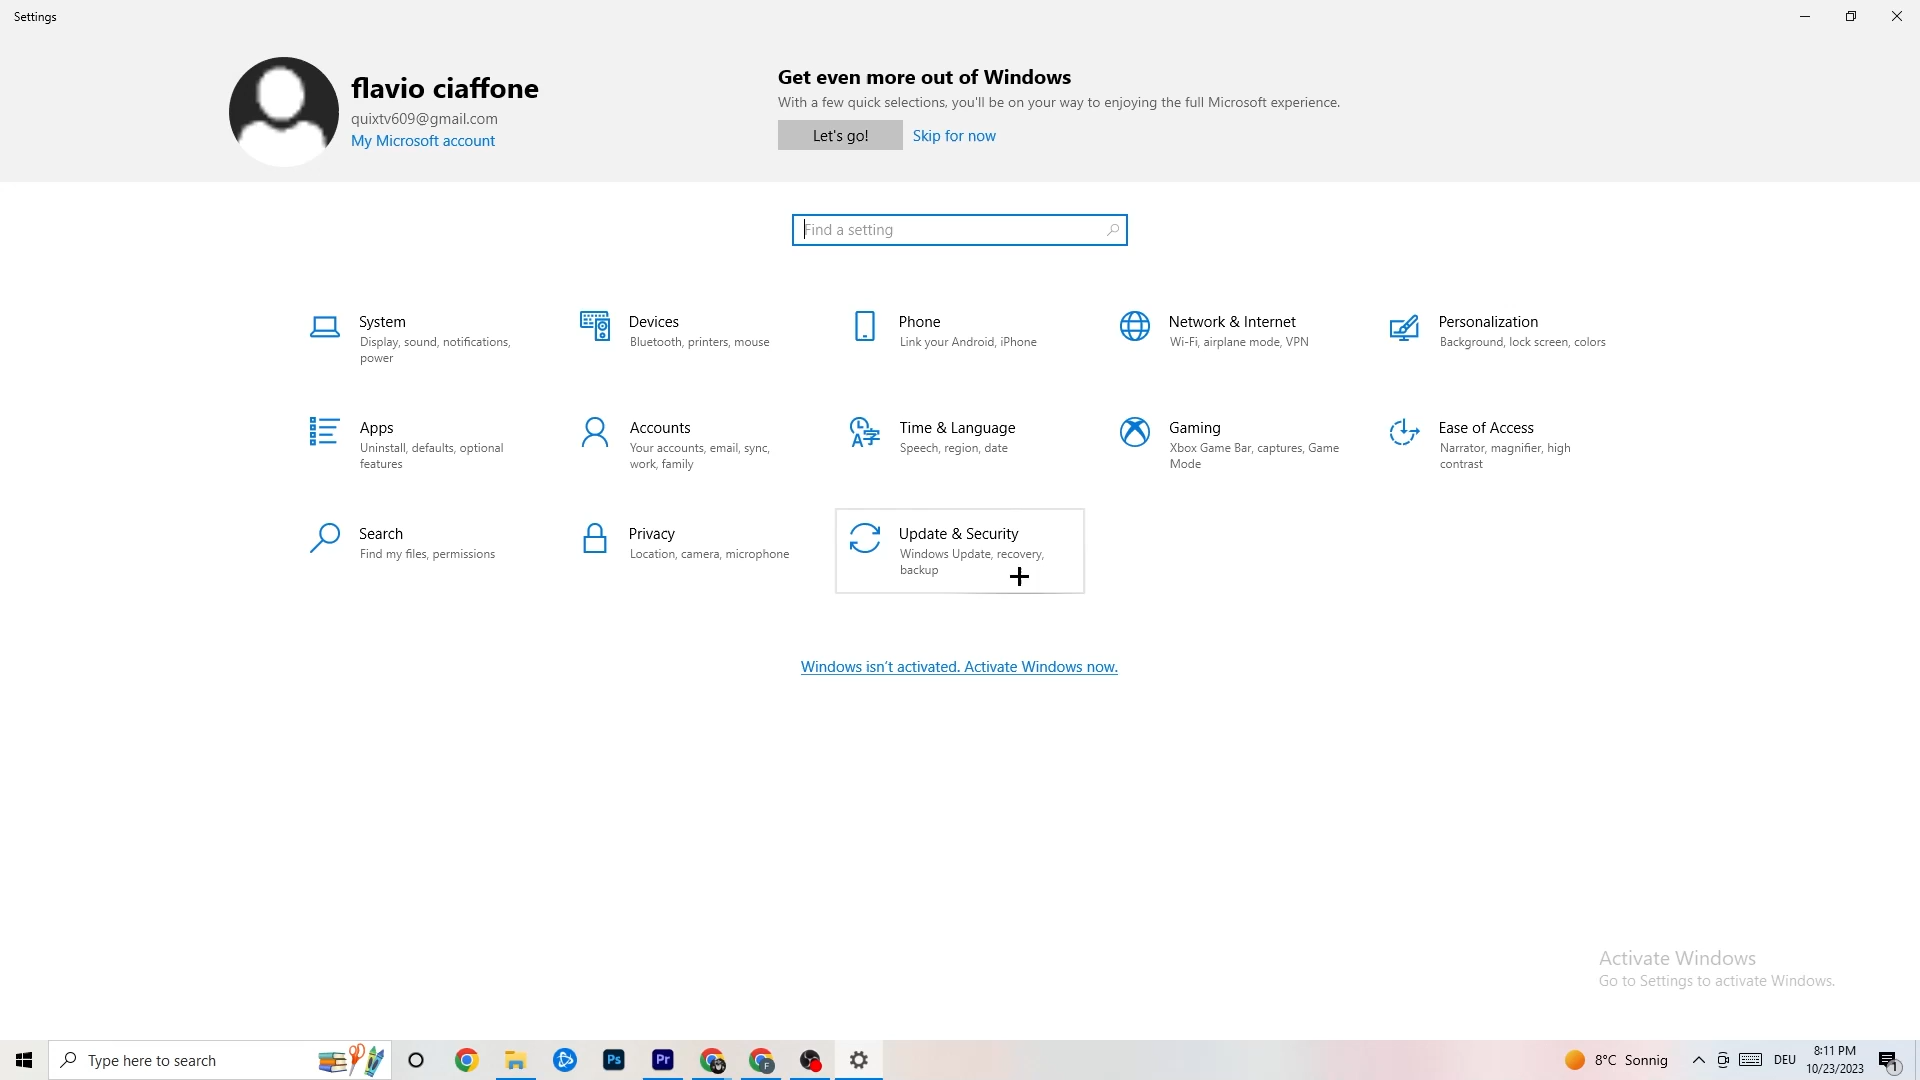 Settings
flavio ciaffone
quixtv609@gmail.com
My Microsoft account
Get even more out of Windows
With a few quick selections, you'll be on your way to enjoying the full Microsoft experience.
Let's go!
Skip for now
Find a setting
System
Display, sound, notifications,
power
Devices
Bluetooth, printers, mouse
Phone
Link your Android, iPhone
Network & Internet
Wi-Fi, airplane mode, VPN
Personalization
Background, lock screen, colors
Apps
Uninstall, defaults, optional
features
Accounts
Your accounts, email, sync,
work, family
Time & Language
Speech, region, date
Gaming
Xbox Game Bar, captures, Game
Mode
Ease of Access
Narrator, magnifier, high
contrast
Search
Find my files, permissions
Privacy
Location, camera, microphone
Update & Security
Windows Update, recovery,
backup
Windows isn't activated. Activate Windows now.
Activate Windows
Go to Settings to activate Windows.
Type here to search
Ps
Pr
F
8°C Sonnig
DEU
8:11 PM
10/23/2023
1